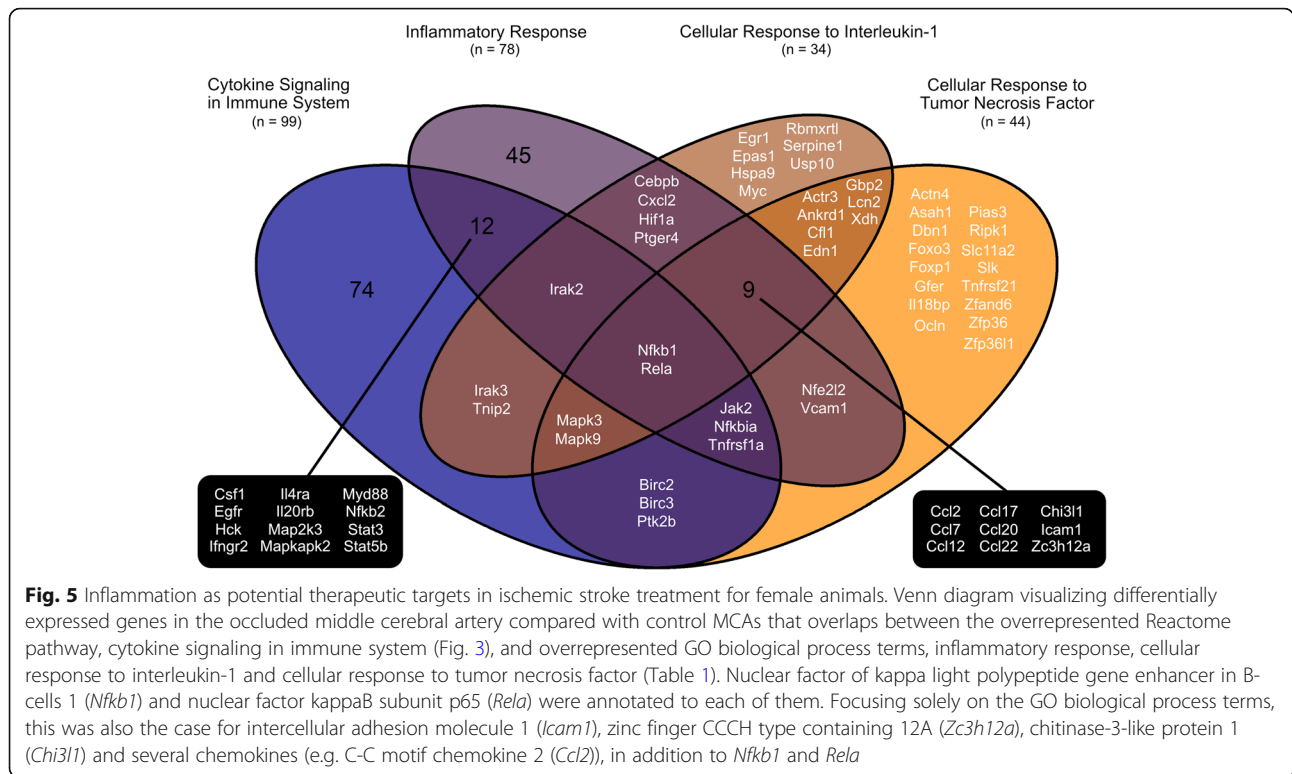 Inflammatory Response
(n = 78)
Cellular Response to Interleukin-1
(n = 34)
Cytokine Signaling
in Immune System
(n = 99)
Cellular Response to
Tumor Necrosis Factor
(n = 44)
45
12
74
9
Cebpb
Cxcl2
Hif1a
Ptger4
Egr1
Epas1
Hspa9
Myc
Rbmxrtl
Serpine1
Usp10
Actr3
Ankrd1
Cfl1
Edn1
Gbp2
Lcn2
Xdh
Actn4
Asah1
Dbn1
Foxo3
Foxp1
Gfer
Il18bp
Ocln
Pias3
Ripk1
Slc11a2
Slk
Tnfrsf21
Zfand6
Zfp36
Zfp36l1
Irak2
Nfkb1
Rela
Irak3
Tnip2
Mapk3
Mapk9
Jak2
Nfkbia
Tnfrsf1a
Nfe2l2
Vcam1
Birc2
Birc3
Ptk2b
Csf1 Il4ra Myd88
Egfr Il20rb Nfkb2
Hck Map2k3 Stat3
Ifngr2 Mapkapk2 Stat5b
Ccl2 Ccl17 Chi3l1
Ccl7 Ccl20 Icam1
Ccl12 Ccl22 Zc3h12a
Fig. 5 Inflammation as potential therapeutic targets in ischemic stroke treatment for female animals. Venn diagram visualizing differentially
expressed genes in the occluded middle cerebral artery compared with control MCAs that overlaps between the overrepresented Reactome
pathway, cytokine signaling in immune system (Fig. 3), and overrepresented GO biological process terms, inflammatory response, cellular
response to interleukin-1 and cellular response to tumor necrosis factor (Table 1). Nuclear factor of kappa light polypeptide gene enhancer in B-
cells 1 (Nfkb1) and nuclear factor kappaB subunit p65 (Rela) were annotated to each of them. Focusing solely on the GO biological process terms,
this was also the case for intercellular adhesion molecule 1 (Icam1), zinc finger CCCH type containing 12A (Zc3h12a), chitinase-3-like protein 1
(Chi3l1) and several chemokines (e.g. C-C motif chemokine 2 (Ccl2)), in addition to Nfkb1 and Rela